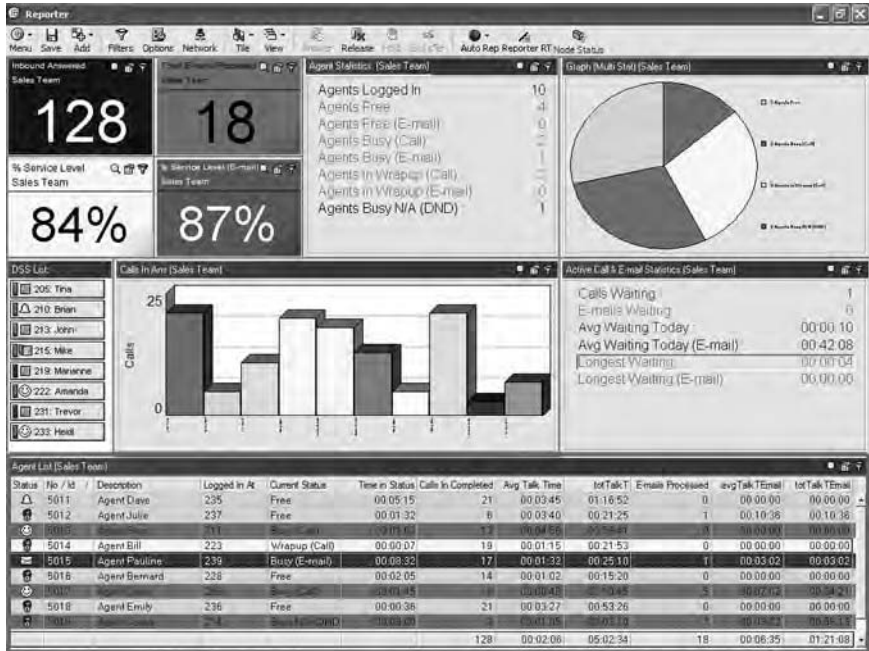 Reporter
Menu Save Add Filters Options Network Tile View Release Auto Rep Reporter RT Node Status
Inbound Answered
Sales Team
128
Sales Team
18
% Service Level
Sales Team
84%
% Service Level (E-mail)
Sales Team
87%
Agent Statistics (Sales Team)
Agents Logged In 10
Agents Free 4
Agents Free (E-mail) 0
Agents Busy (Call)
Agents Busy (E-mail) 1
Agents in Wrapup (Call)
Agents in Wrapup (E-mail) 0
Agents Busy N/A (DND) 1
Graph (Multi Stat) (Sales Team)
DSS List
205: Tina
210: Brian
213: John
215: Mike
219: Marianne
222: Amanda
231: Trevor
233: Heidi
Calls In Ans (Sales Team)
25
Calls
0
Active Call & E-mail Statistics (Sales Team)
Calls Waiting 1
E-mails Waiting 0
Avg Waiting Today 00:00:10
Avg Waiting Today (E-mail) 00:42:08
Longest Waiting 00:00:04
Longest Waiting (E-mail) 00:00:00
Agent List (Sales Team)
Status No / Id / Description Logged In At Current Status Time in Status Calls In Completed Avg Talk Time totTalkT E-mails Processed avgTalkTEmail totTalkTEmail
5011 Agent Dave 235 Free 00:05:15 21 00:03:45 01:16:52 0 00:00:00 00:00:00
5012 Agent Julie 237 Free 00:01:32 6 00:03:40 00:21:25 1 00:10:36 00:10:36
5014 Agent Bill 223 Wrapup (Call) 00:00:07 19 00:01:15 00:21:53 0 00:00:00 00:00:00
5015 Agent Pauline 239 Busy (E-mail) 00:08:32 17 00:01:32 00:25:10 1 00:03:02 00:03:02
5016 Agent Bernard 228 Free 00:02:05 14 00:01:02 00:15:20 0 00:00:00 00:00:00
5018 Agent Emily 236 Free 00:00:36 21 00:03:27 00:53:26 0 00:00:00 00:00:00
128 00:02:06 05:02:34 18 00:06:35 01:21:08